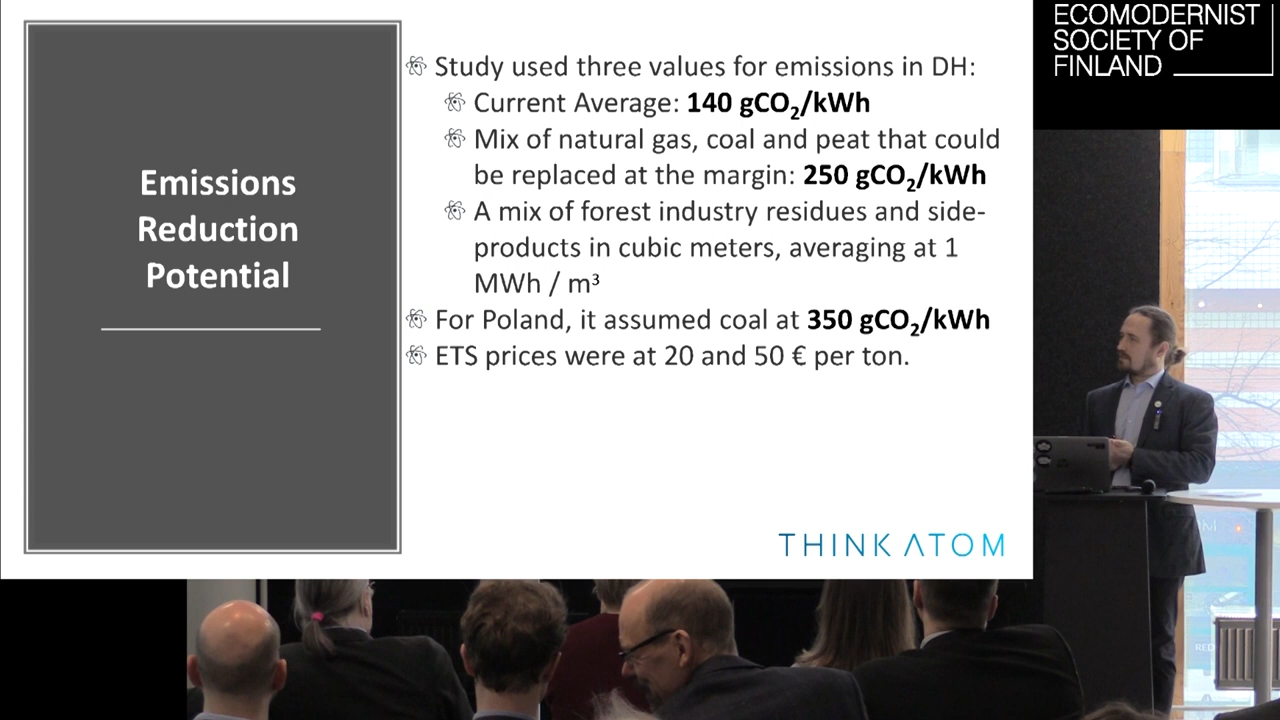 Emissions
Reduction
Potential
Study used three values for emissions in DH:
Current Average: 140 gCO₂/kWh
Mix of natural gas, coal and peat that could
be replaced at the margin: 250 gCO₂/kWh
A mix of forest industry residues and side-
products in cubic meters, averaging at 1
MWh / m³
For Poland, it assumed coal at 350 gCO₂/kWh
ETS prices were at 20 and 50 € per ton.
THINK ATOM
ECOMODERNIST
SOCIETY OF
FINLAND